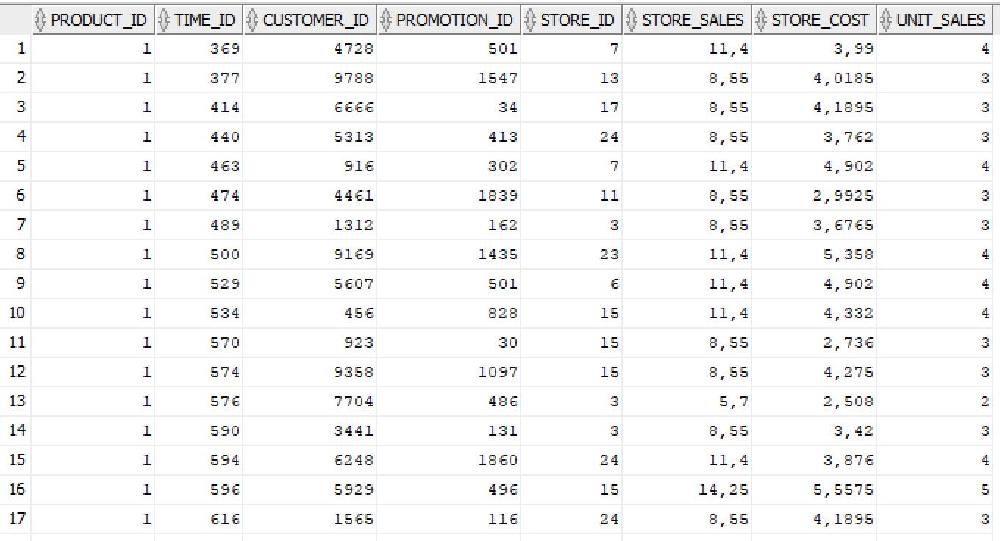 PRODUCT_ID TIME_ID CUSTOMER_ID PROMOTION_ID STORE_ID STORE_SALES STORE_COST UNIT_SALES
1 1 369 4728 501 7 11,4 3,99 4
2 1 377 9788 1547 13 8,55 4,0185 3
3 1 414 6666 34 17 8,55 4,1895 3
4 1 440 5313 413 24 8,55 3,762 3
5 1 463 916 302 7 11,4 4,902 4
6 1 474 4461 1839 11 8,55 2,9925 3
7 1 489 1312 162 3 8,55 3,6765 3
8 1 500 9169 1435 23 11,4 5,358 4
9 1 529 5607 501 6 11,4 4,902 4
10 1 534 456 828 15 11,4 4,332 4
11 1 570 923 30 15 8,55 2,736 3
12 1 574 9358 1097 15 8,55 4,275 3
13 1 576 7704 486 3 5,7 2,508 2
14 1 590 3441 131 3 8,55 3,42 3
15 1 594 6248 1860 24 11,4 3,876 4
16 1 596 5929 496 15 14,25 5,5575 5
17 1 616 1565 116 24 8,55 4,1895 3